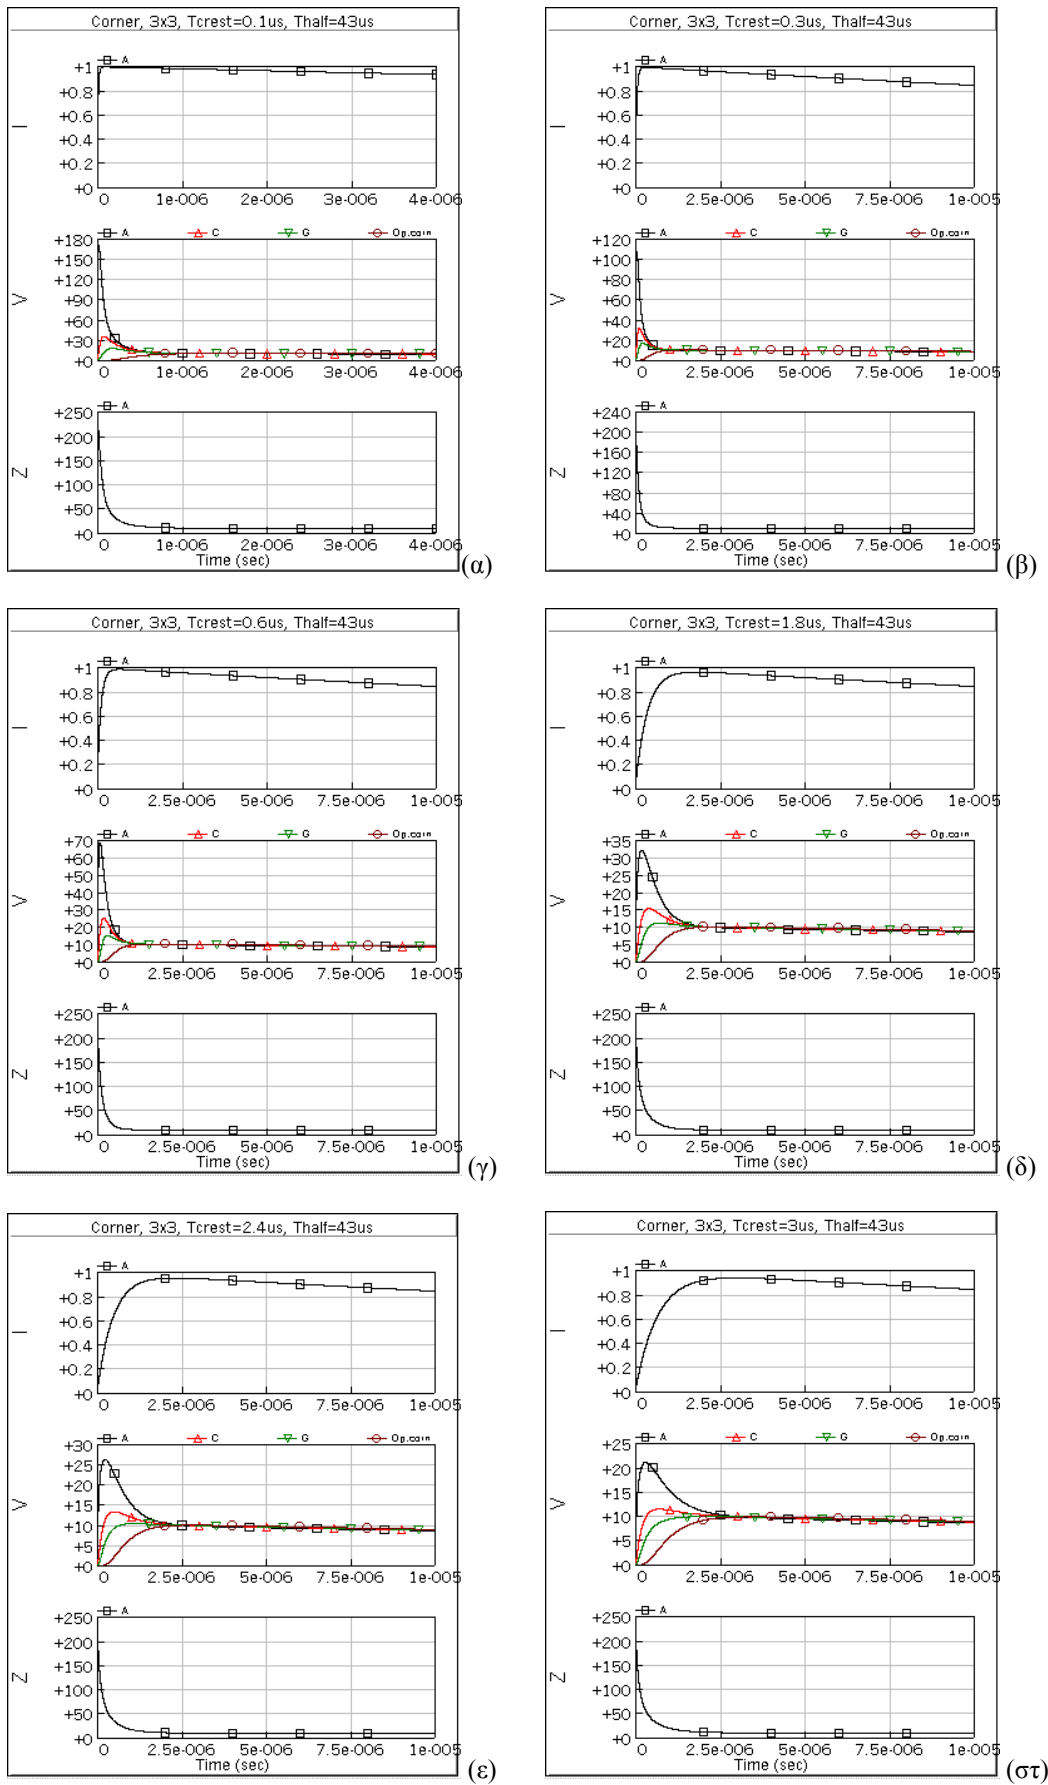 Corner, 3x3, Tcrest=0.1us, Thalf=43us
A
I
+1
+0.8
+0.6
+0.4
+0.2
+0
0 1e-006 2e-006 3e-006 4e-006
A C G Op.corn
V
+180
+150
+120
+90
+60
+30
+0
0 1e-006 2e-006 3e-006 4e-006
A
Z
+250
+200
+150
+100
+50
+0
0 1e-006 2e-006 3e-006 4e-006
Time (sec)
(α)
Corner, 3x3, Tcrest=0.3us, Thalf=43us
A
I
+1
+0.8
+0.6
+0.4
+0.2
+0
0 2.5e-006 5e-006 7.5e-006 1e-005
A C G Op.corn
V
+120
+100
+80
+60
+40
+20
+0
0 2.5e-006 5e-006 7.5e-006 1e-005
A
Z
+240
+200
+160
+120
+80
+40
+0
0 2.5e-006 5e-006 7.5e-006 1e-005
Time (sec)
(β)
Corner, 3x3, Tcrest=0.6us, Thalf=43us
A
I
+1
+0.8
+0.6
+0.4
+0.2
+0
0 2.5e-006 5e-006 7.5e-006 1e-005
A C G Op.corn
V
+70
+60
+50
+40
+30
+20
+10
+0
0 2.5e-006 5e-006 7.5e-006 1e-005
A
Z
+250
+200
+150
+100
+50
+0
0 2.5e-006 5e-006 7.5e-006 1e-005
Time (sec)
(γ)
Corner, 3x3, Tcrest=1.8us, Thalf=43us
A
I
+1
+0.8
+0.6
+0.4
+0.2
+0
0 2.5e-006 5e-006 7.5e-006 1e-005
A C G Op.corn
V
+35
+30
+25
+20
+15
+10
+5
+0
0 2.5e-006 5e-006 7.5e-006 1e-005
A
Z
+250
+200
+150
+100
+50
+0
0 2.5e-006 5e-006 7.5e-006 1e-005
Time (sec)
(δ)
Corner, 3x3, Tcrest=2.4us, Thalf=43us
A
I
+1
+0.8
+0.6
+0.4
+0.2
+0
0 2.5e-006 5e-006 7.5e-006 1e-005
A C G Op.corn
V
+30
+25
+20
+15
+10
+5
+0
0 2.5e-006 5e-006 7.5e-006 1e-005
A
Z
+250
+200
+150
+100
+50
+0
0 2.5e-006 5e-006 7.5e-006 1e-005
Time (sec)
(ε)
Corner, 3x3, Tcrest=3us, Thalf=43us
A
I
+1
+0.8
+0.6
+0.4
+0.2
+0
0 2.5e-006 5e-006 7.5e-006 1e-005
A C G Op.corn
V
+25
+20
+15
+10
+5
+0
0 2.5e-006 5e-006 7.5e-006 1e-005
A
Z
+250
+200
+150
+100
+50
+0
0 2.5e-006 5e-006 7.5e-006 1e-005
Time (sec)
(στ)